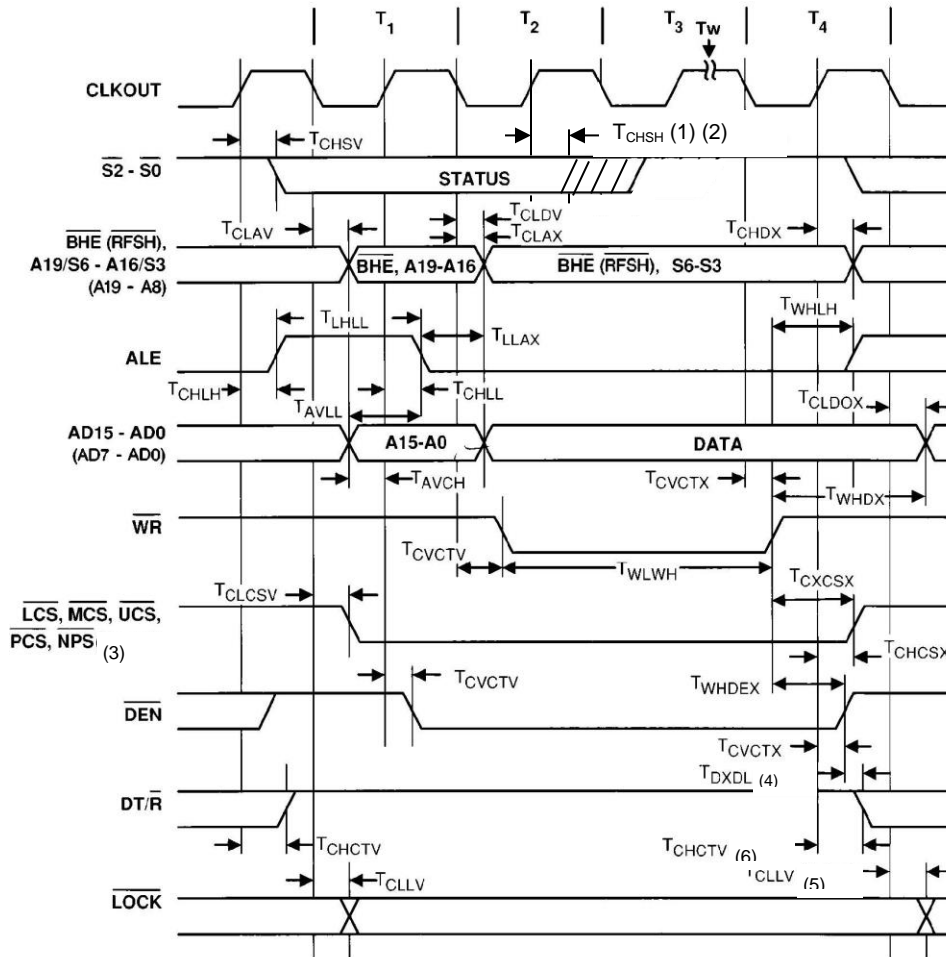 T1 T2 T3 T4
Tw
CLKOUT
TCHSV TCHSH (1) (2)
S2 - S0 STATUS
TCLDV
TCLAV TCLAX TCHDX
BHE (RFSH),
A19/S6 - A16/S3 BHE, A19-A16 BHE (RFSH), S6-S3
(A19 - A8)
TLHLL TWHLH
TLLAX
ALE
TCHLH TCHLL
TAVLL TCLDOX
AD15 - AD0 A15-A0 DATA
(AD7 - AD0)
TAVCH TCVCTX TWHDX
WR
TCVCTV TWLWH
TCLCSV TCXCSX
LCS, MCS, UCS,
PCS, NPS (3)
TCHCSX
TCVCTV TWHDEX
DEN
TCVCTX
TDXDL (4)
DT/R
TCHCTV TCHCTV (6)
TCLLV TCLLV (5)
LOCK